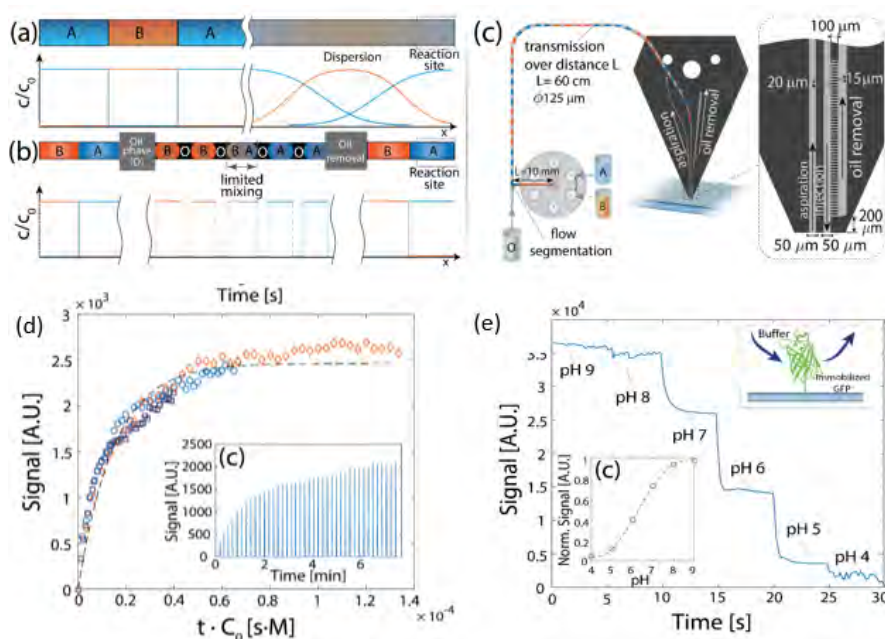 (a)
A B A
Dispersion
Reaction
site
c/c₀
x
(b)
B A
Oil
phase
(O)
B O B O B A O A O A
Oil
removal
B A
limited
mixing
Reaction
site
c/c₀
x
(c)
transmission
over distance L
L= 60 cm
∅125 µm
aspiration
oil removal
L=10 mm
A
B
O
flow
segmentation
100 µm
20 µm
15 µm
aspiration
injection
oil removal
200
µm
50 µm 50 µm
Time [s]
(d)
× 10³
Signal [A.U.]
3
2.5
2.0
1.5
1
0.5
0
0 0.2 0.4 0.6 0.8 1 1.2 1.4
× 10⁻⁴
t · C₀ [s·M]
(c)
Signal [A.U.]
2500
2000
1500
1000
500
0
0 2 4 6
Time [min]
(e)
× 10⁴
Signal [A.U.]
5
2.5
1.5
0.5
0
0 5 10 15 20 25 30
Time [s]
pH 9
pH 8
pH 7
pH 6
pH 5
pH 4
Buffer
Immobilized
GFP
(c)
Norm. Signal [A.U.]
1
0.8
0.6
0.4
0.2
0
4 5 6 7 8 9
pH